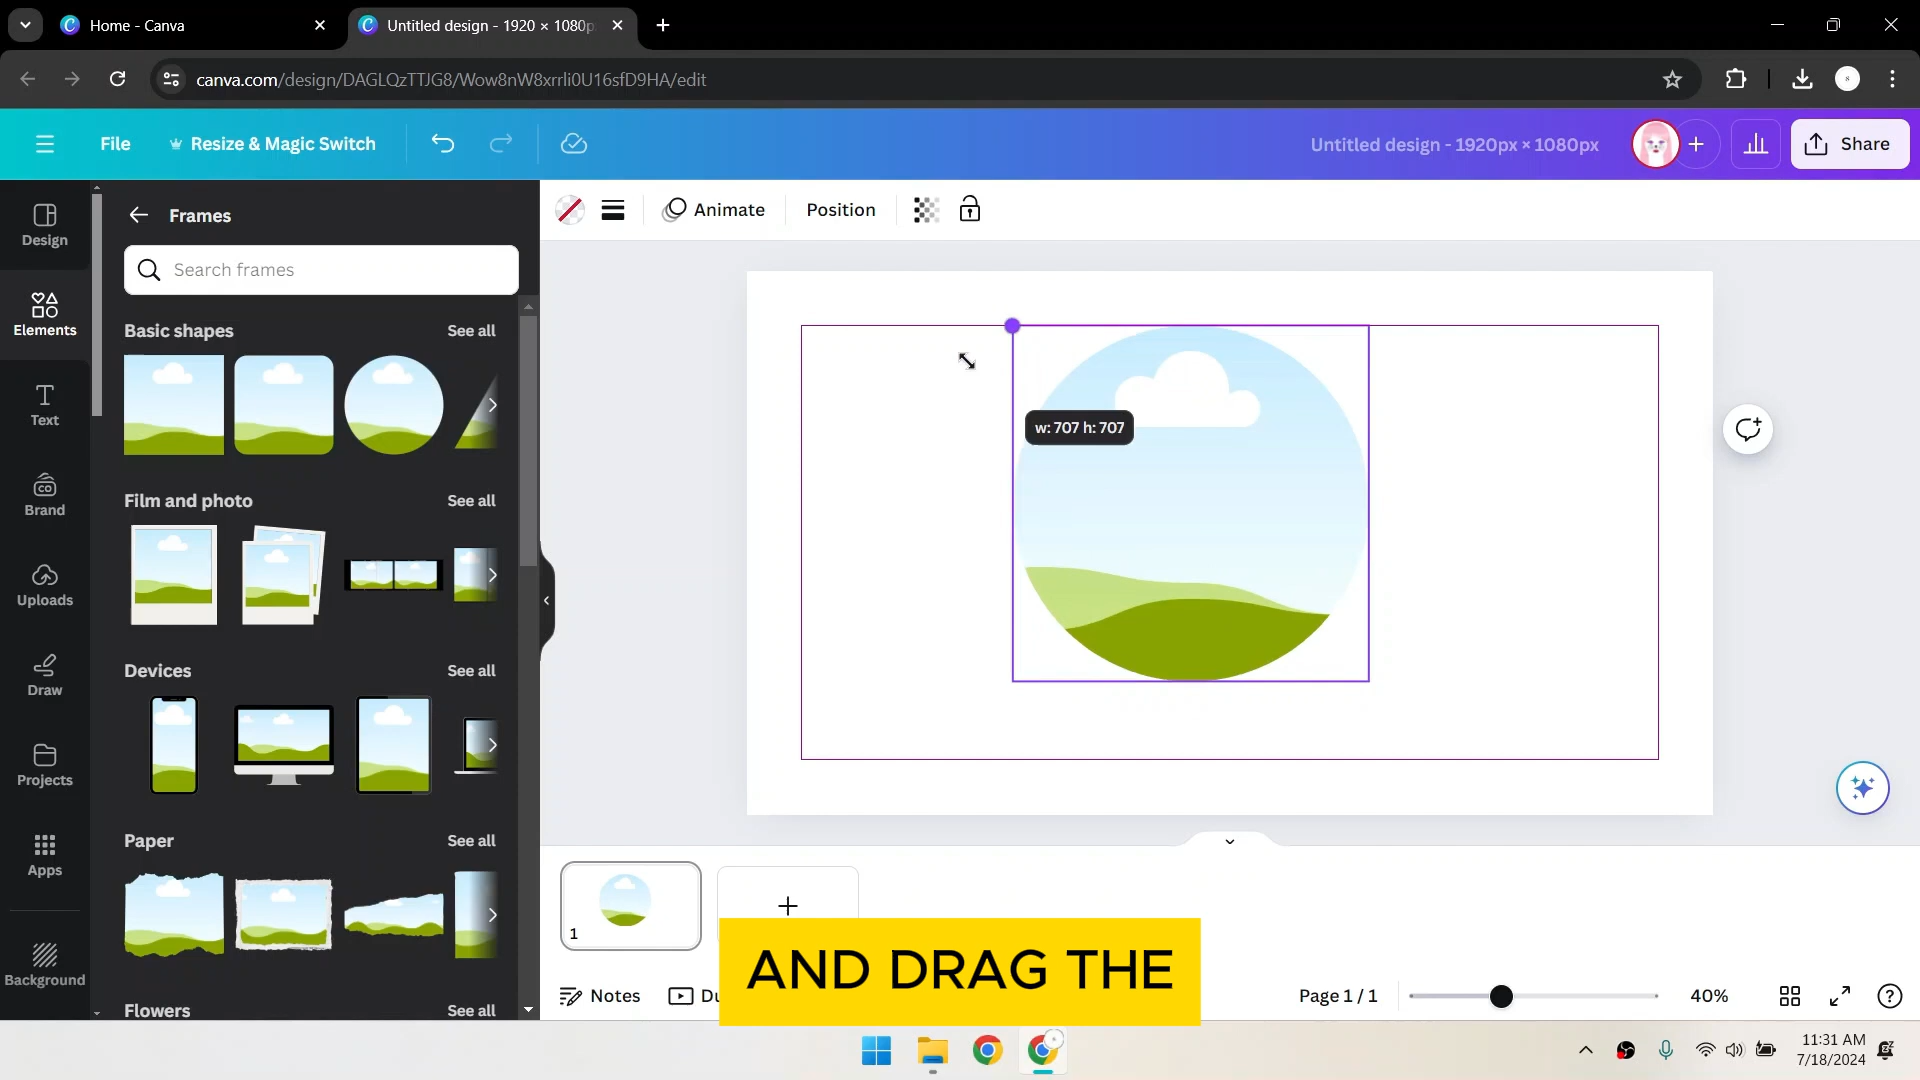 Home - Canva
Untitled design - 1920 × 1080p
canva.com/design/DAGLQzTTJG8/Wow8nW8xrrli0U16sfD9HA/edit
File
Resize & Magic Switch
Untitled design - 1920px × 1080px
Share
Design
Elements
Text
Brand
Uploads
Draw
Projects
Apps
Background
Frames
Search frames
Basic shapes
See all
Film and photo
See all
Devices
See all
Paper
See all
Flowers
See all
Animate
Position
w: 707 h: 707
1
AND DRAG THE
Notes
Du
Page 1 / 1
40%
11:31 AM
7/18/2024